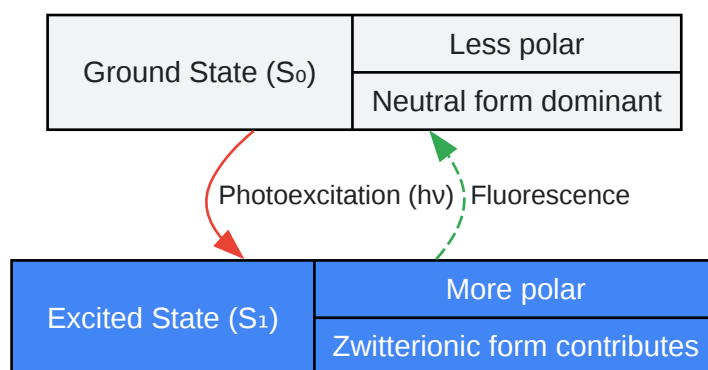 Ground State (S₀)
Less polar
Neutral form dominant
Photoexcitation (hν)
Fluorescence
Excited State (S₁)
More polar
Zwitterionic form contributes